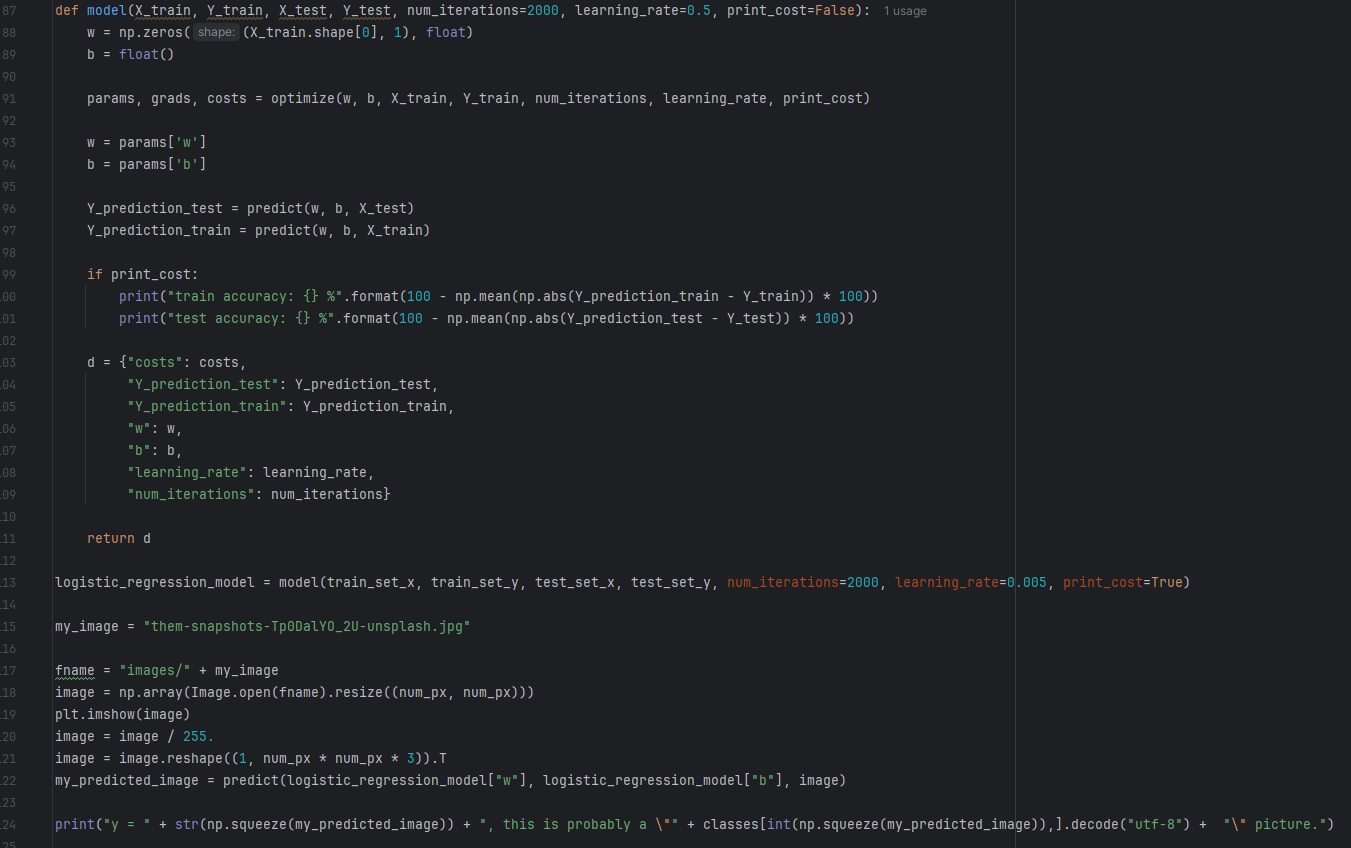 87 def model(X_train, Y_train, X_test, Y_test, num_iterations=2000, learning_rate=0.5, print_cost=False): 1 usage
88 w = np.zeros( shape: (X_train.shape[0], 1), float)
89 b = float()
90
91 params, grads, costs = optimize(w, b, X_train, Y_train, num_iterations, learning_rate, print_cost)
92
93 w = params['w']
94 b = params['b']
95
96 Y_prediction_test = predict(w, b, X_test)
97 Y_prediction_train = predict(w, b, X_train)
98
99 if print_cost:
00 print("train accuracy: {} %".format(100 - np.mean(np.abs(Y_prediction_train - Y_train)) * 100))
01 print("test accuracy: {} %".format(100 - np.mean(np.abs(Y_prediction_test - Y_test)) * 100))
02
03 d = {"costs": costs,
04 "Y_prediction_test": Y_prediction_test,
05 "Y_prediction_train": Y_prediction_train,
06 "w": w,
07 "b": b,
08 "learning_rate": learning_rate,
09 "num_iterations": num_iterations}
10
11 return d
12
13 logistic_regression_model = model(train_set_x, train_set_y, test_set_x, test_set_y, num_iterations=2000, learning_rate=0.005, print_cost=True)
14
15 my_image = "them-snapshots-Tp0DalYO_2U-unsplash.jpg"
16
17 fname = "images/" + my_image
18 image = np.array(Image.open(fname).resize((num_px, num_px)))
19 plt.imshow(image)
20 image = image / 255.
21 image = image.reshape((1, num_px * num_px * 3)).T
22 my_predicted_image = predict(logistic_regression_model["w"], logistic_regression_model["b"], image)
23
24 print("y = " + str(np.squeeze(my_predicted_image)) + ", this is probably a \"" + classes[int(np.squeeze(my_predicted_image)),].decode("utf-8") +  "\" picture.")
25